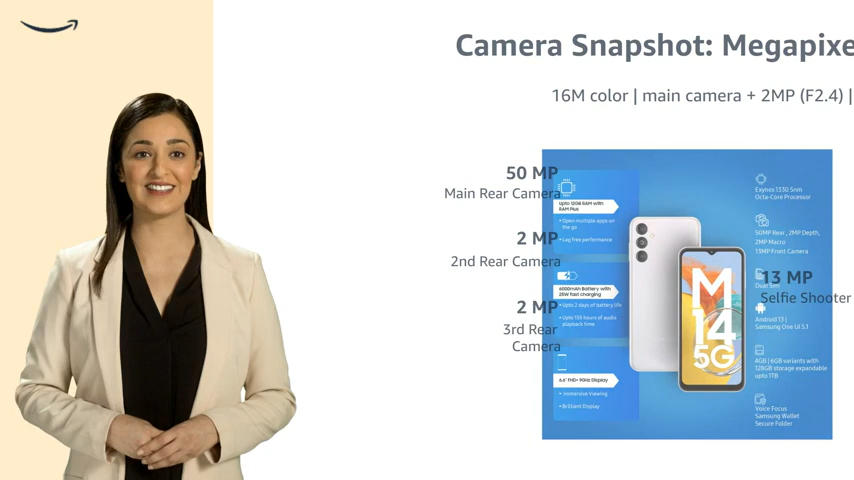 Camera Snapshot: Megapixe
16M color | main camera + 2MP (F2.4) |
50 MP
Main Rear Camera
2 MP
2nd Rear Camera
2 MP
3rd Rear
Camera
Upto 12GB RAM with
RAM Plus
• Open multiple apps on
the go
• Lag free performance
6000mAh Battery with
25W fast charging
• Upto 2 days of battery life
• Upto 155 hours of audio
playback time
6.6" FHD+ 90Hz Display
• Immersive Viewing
• Brilliant Display
M
14
5G
Exynos 1330 5nm
Octa-Core Processor
50MP Rear, 2MP Depth,
2MP Macro
13MP Front Camera
13 MP
Selfie Shooter
Dual Sim
Android 13 |
Samsung One UI 5.1
4GB | 6GB variants with
128GB storage expandable
upto 1TB
Voice Focus
Samsung Wallet
Secure Folder